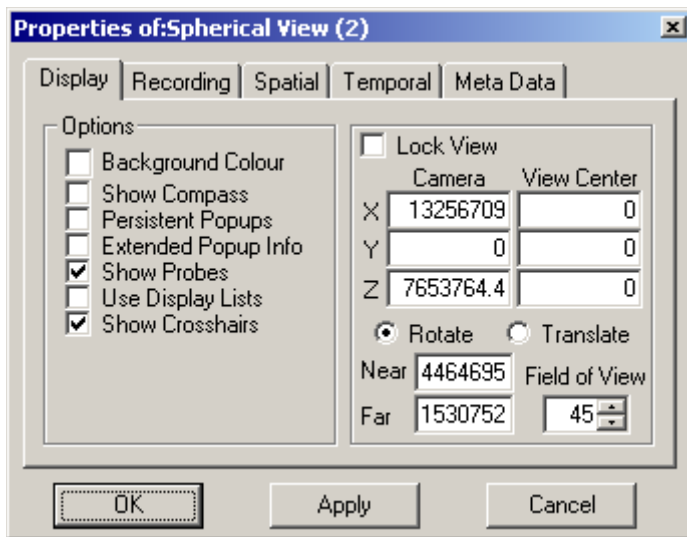 Properties of:Spherical View (2)
Display Recording Spatial Temporal Meta Data
Options
Background Colour
Show Compass
Persistent Popups
Extended Popup Info
Show Probes
Use Display Lists
Show Crosshairs
Lock View
Camera View Center
X 13256709 0
Y 0 0
Z 7653764.4 0
Rotate Translate
Near 4464695 Field of View
Far 1530752 45
OK Apply Cancel